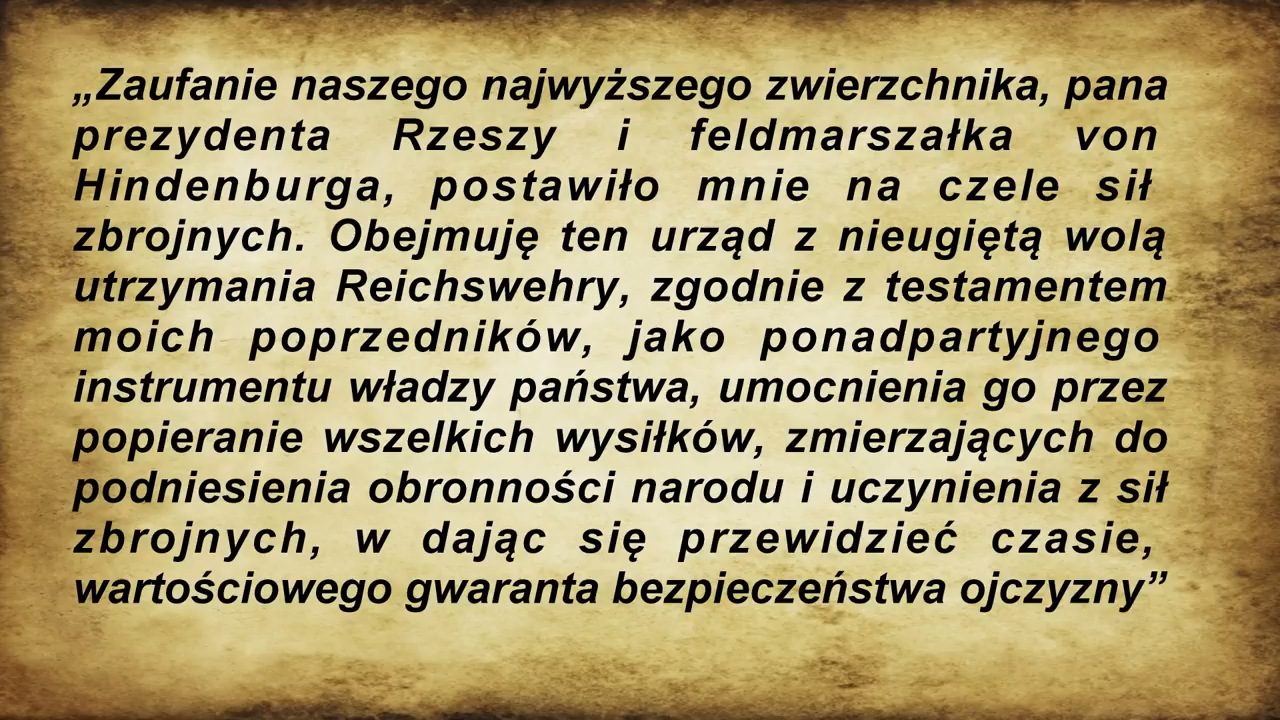 „Zaufanie naszego najwyższego zwierzchnika, pana
prezydenta Rzeszy i feldmarszałka von
Hindenburga, postawiło mnie na czele sił
zbrojnych. Obejmuję ten urząd z nieugiętą wolą
utrzymania Reichswehry, zgodnie z testamentem
moich poprzedników, jako ponadpartyjnego
instrumentu władzy państwa, umocnienia go przez
popieranie wszelkich wysiłków, zmierzających do
podniesienia obronności narodu i uczynienia z sił
zbrojnych, w dając się przewidzieć czasie,
wartościowego gwaranta bezpieczeństwa ojczyzny”